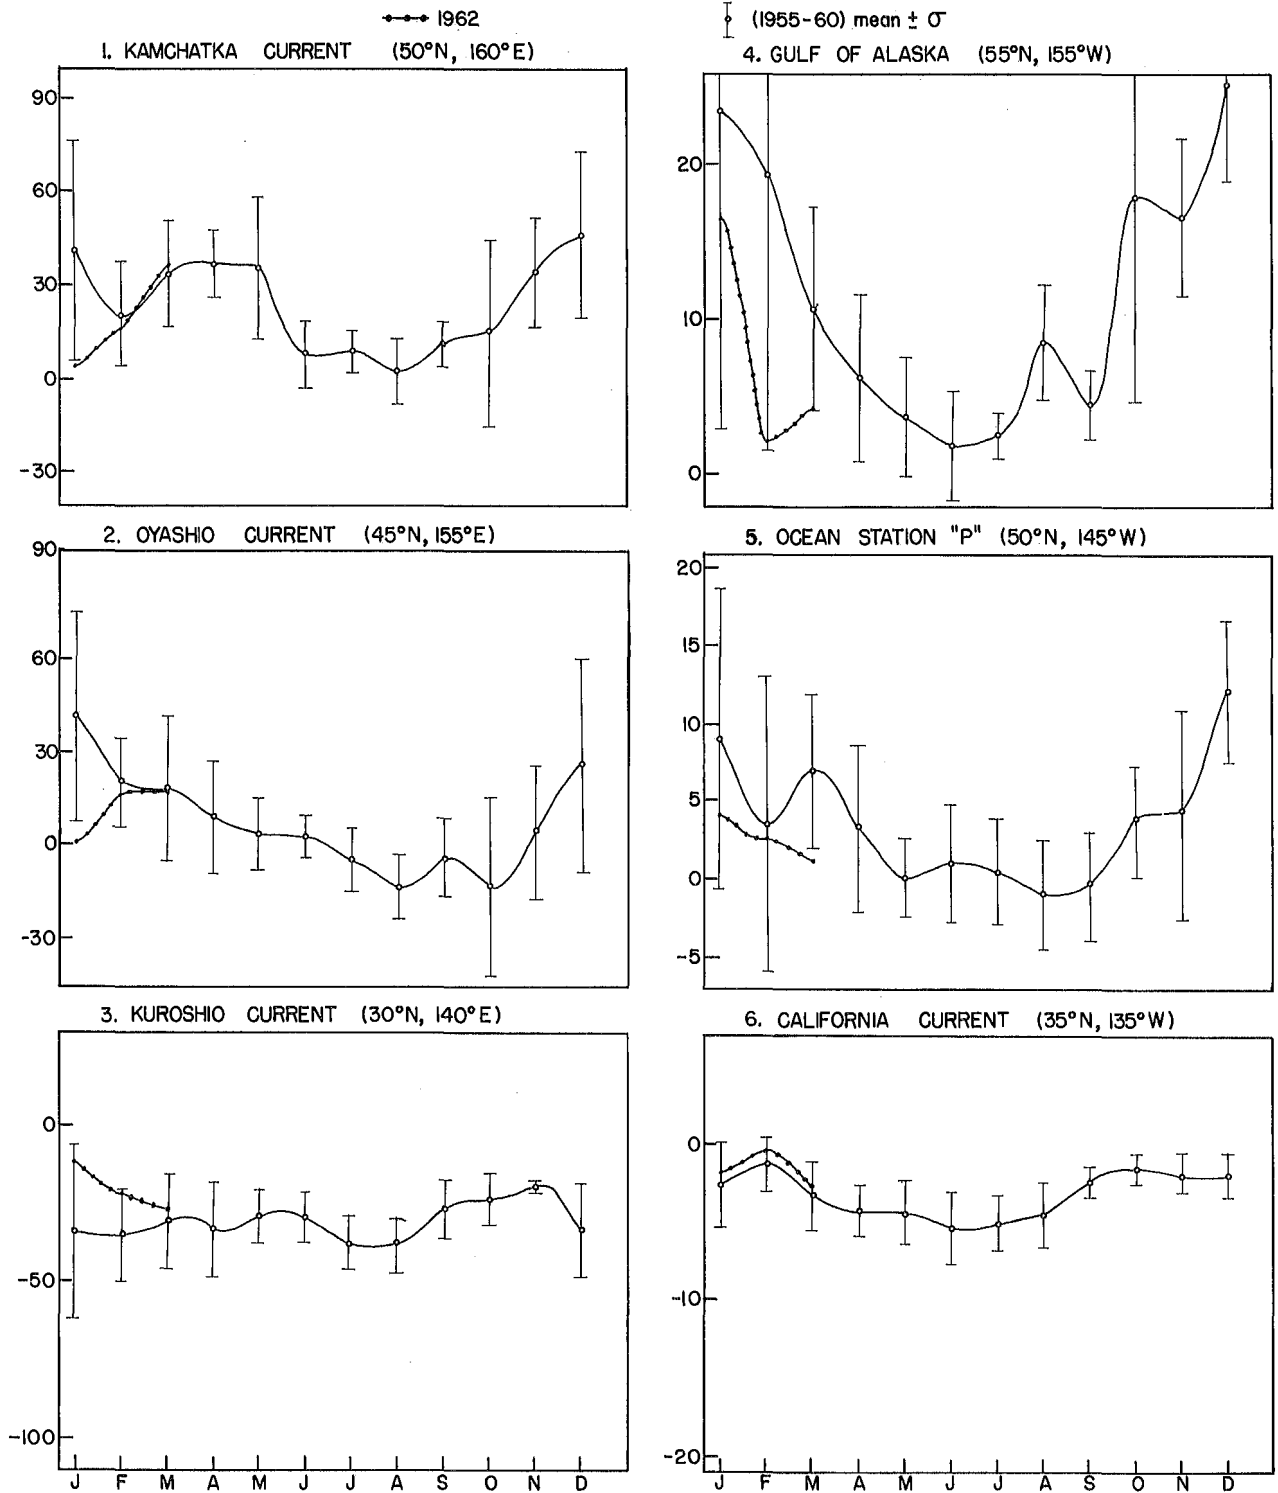 1962
(1955-60) mean ± σ
1. KAMCHATKA CURRENT (50°N, 160°E)
90
60
30
0
-30
4. GULF OF ALASKA (55°N, 155°W)
20
10
0
2. OYASHIO CURRENT (45°N, 155°E)
90
60
30
0
-30
5. OCEAN STATION "P" (50°N, 145°W)
20
15
10
5
0
-5
3. KUROSHIO CURRENT (30°N, 140°E)
0
-50
-100
J F M A M J J A S O N D
6. CALIFORNIA CURRENT (35°N, 135°W)
0
-10
-20
J F M A M J J A S O N D